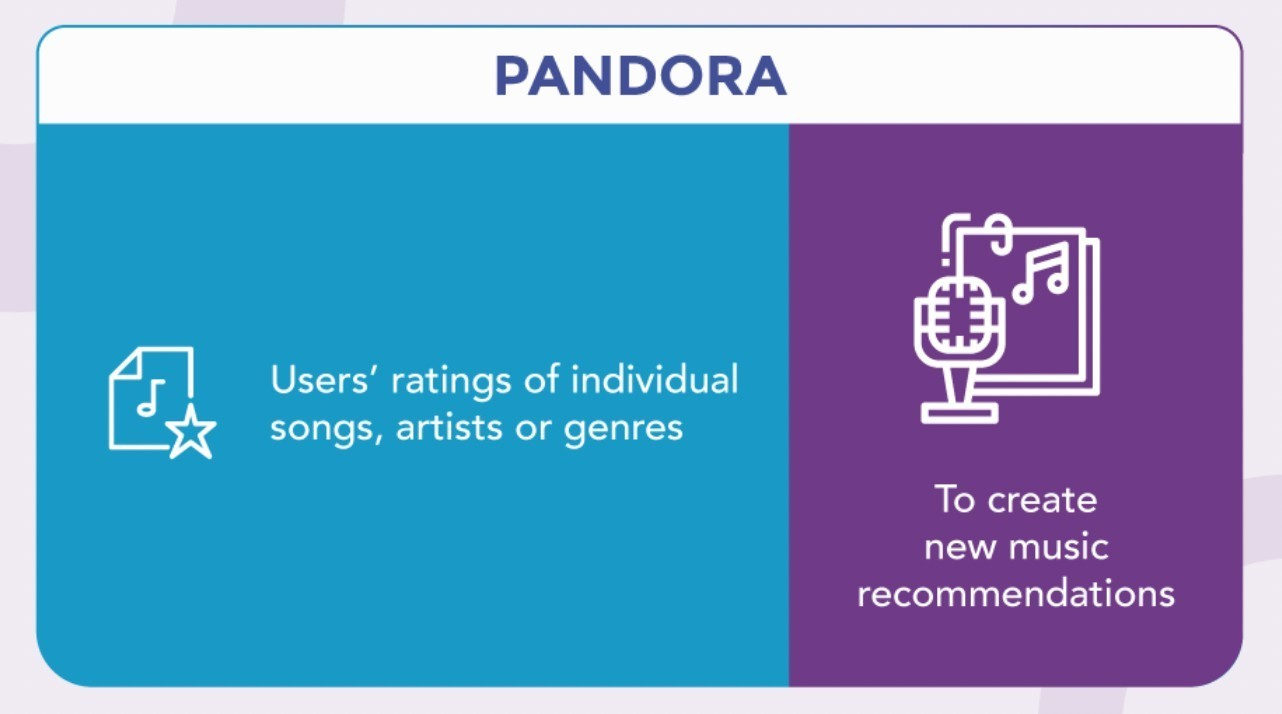 PANDORA
Users’ ratings of individual
songs, artists or genres
To create
new music
recommendations